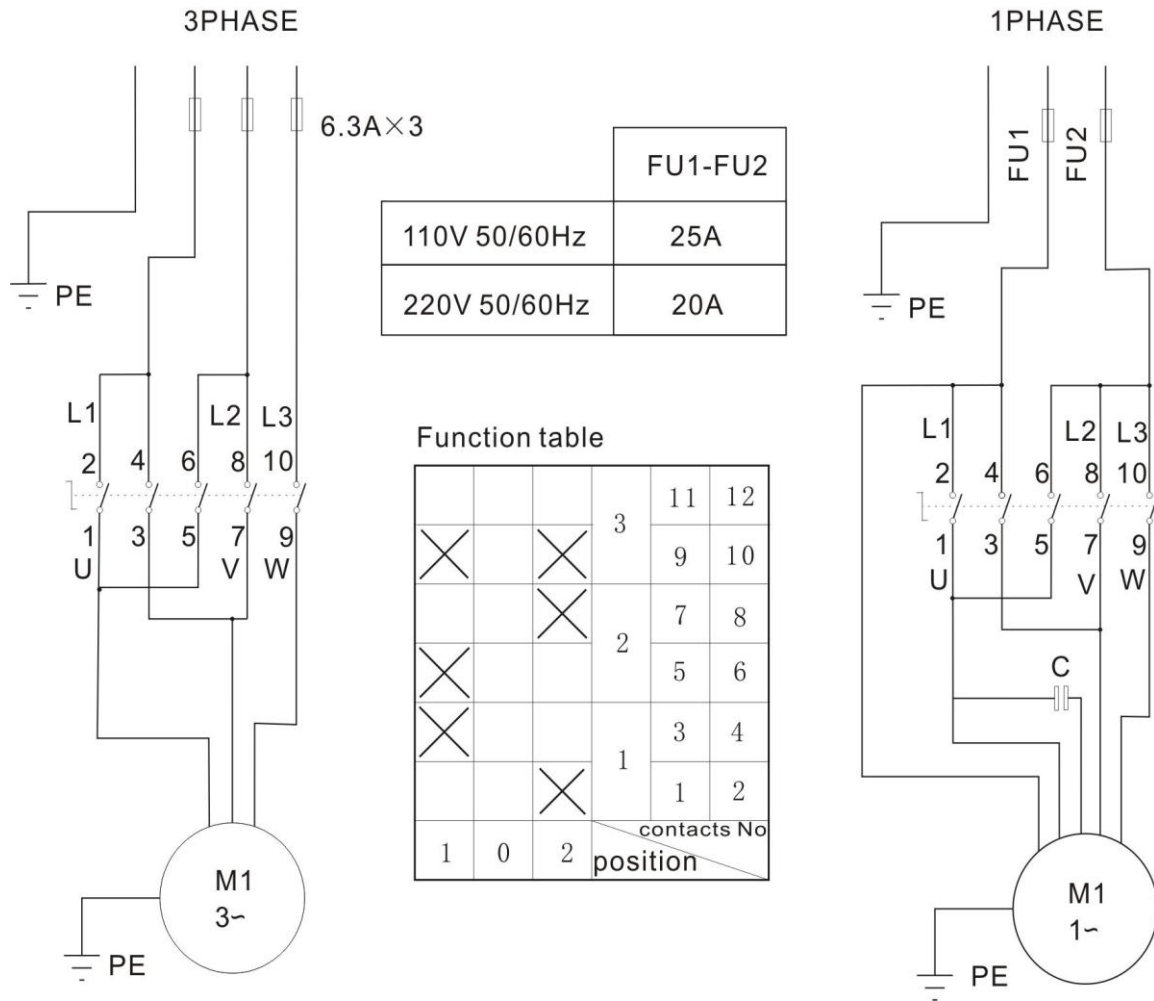 3PHASE
6.3A×3
PE
L1 L2 L3
2 4 6 8 10
1 3 5 7 9
U V W
M1
3~
PE
FU1-FU2
110V 50/60Hz 25A
220V 50/60Hz 20A
Function table
3 11 12
9 10
2 7 8
5 6
1 3 4
1 2
contacts No
1 0 2 position
1PHASE
FU1 FU2
PE
L1 L2 L3
2 4 6 8 10
1 3 5 7 9
U V W
C
M1
1~
PE